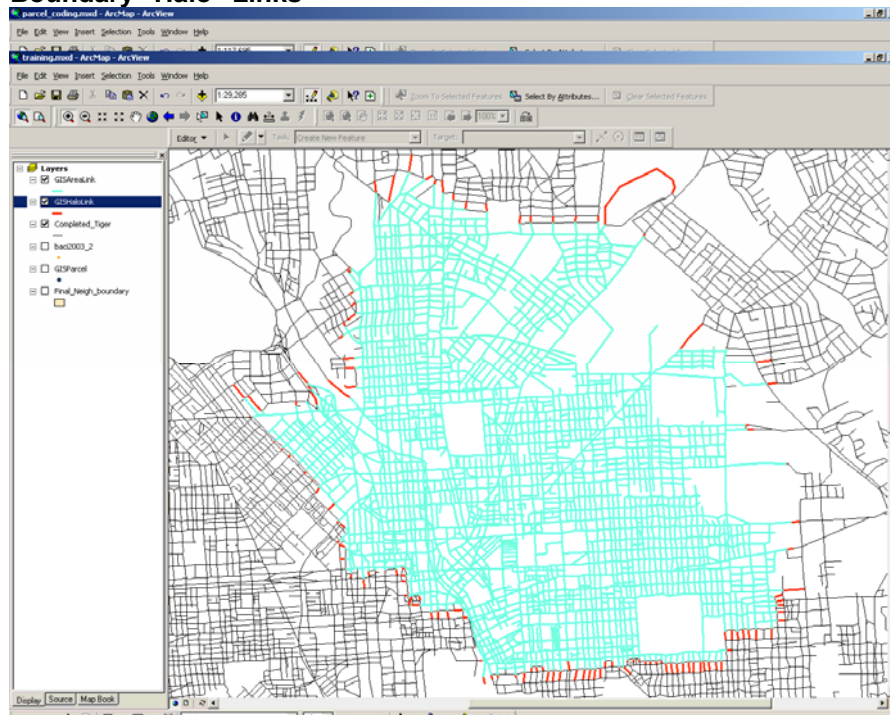 Boundary "Halo" Links
parcel_coding.mxd - ArcMap - ArcView
File Edit View Insert Selection Tools Window Help
training.mxd - ArcMap - ArcView
File Edit View Insert Selection Tools Window Help
1:29,285 Zoom To Selected Features Select By Attributes... Clear Selected Features
100%
Editor Task: Create New Feature Target:
Layers
GISAreaLink
GISHaloLink
Completed_Tiger
baci2003_2
GISParcel
Final_Neigh_boundary
Display Source Map Book